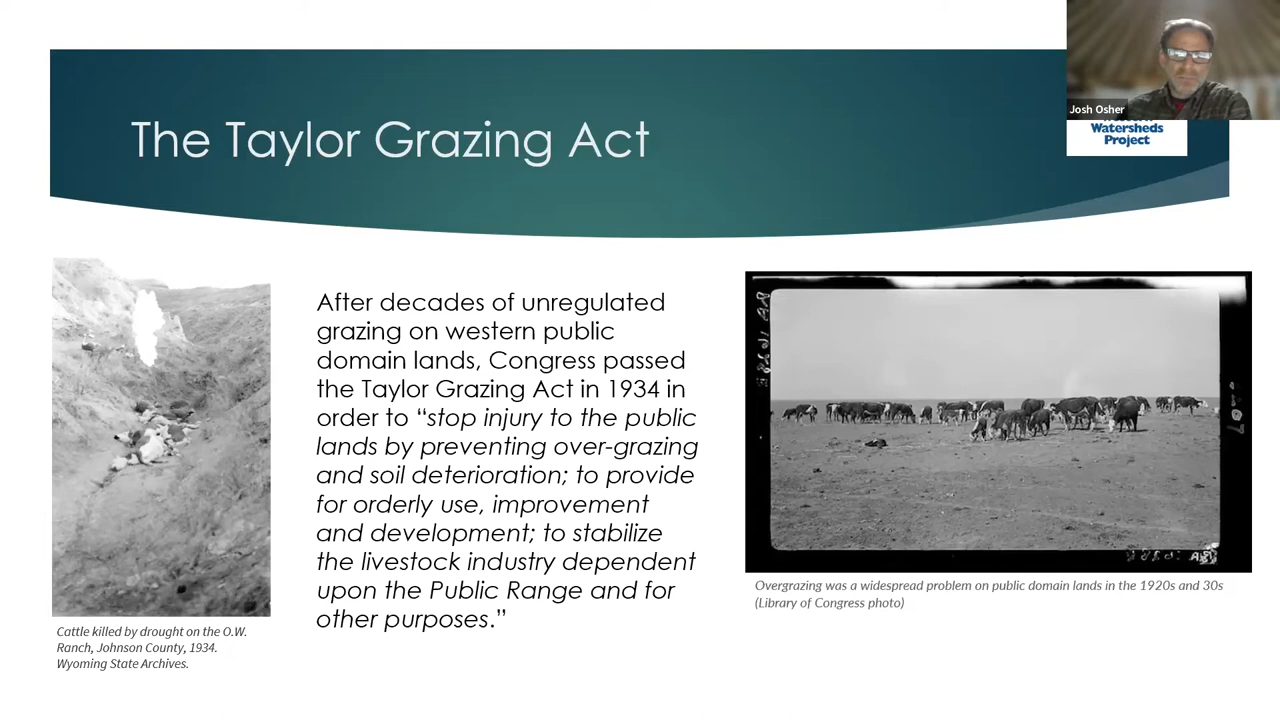 Josh Osher
The Taylor Grazing Act
Watersheds
Project
After decades of unregulated
grazing on western public
domain lands, Congress passed
the Taylor Grazing Act in 1934 in
order to “stop injury to the public
lands by preventing over-grazing
and soil deterioration; to provide
for orderly use, improvement
and development; to stabilize
the livestock industry dependent
upon the Public Range and for
other purposes.”
Cattle killed by drought on the O.W.
Ranch, Johnson County, 1934.
Wyoming State Archives.
Overgrazing was a widespread problem on public domain lands in the 1920s and 30s
(Library of Congress photo)